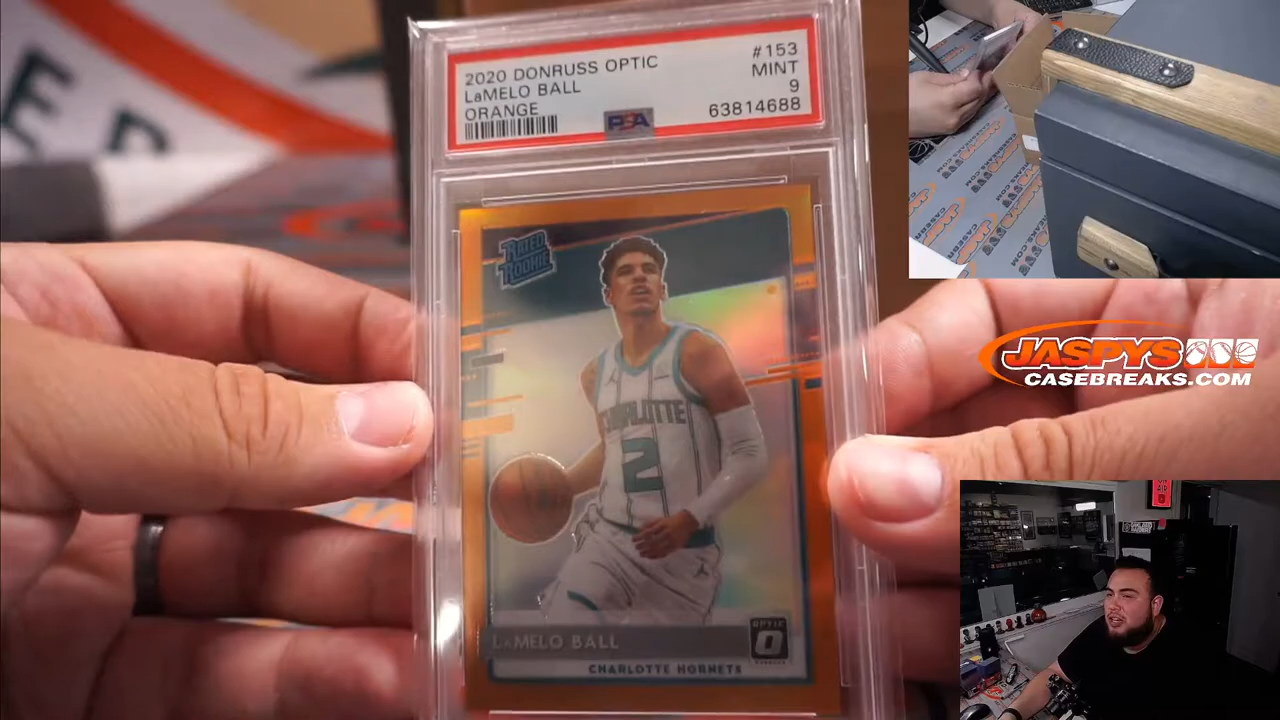 2020 DONRUSS OPTIC #153
LaMELO BALL MINT
ORANGE 9
PSA 63814688
RATED
ROOKIE
CHARLOTTE
2
LaMELO BALL
OPTIC
CHARLOTTE HORNETS
JASPYS
CASEBREAKS.COM